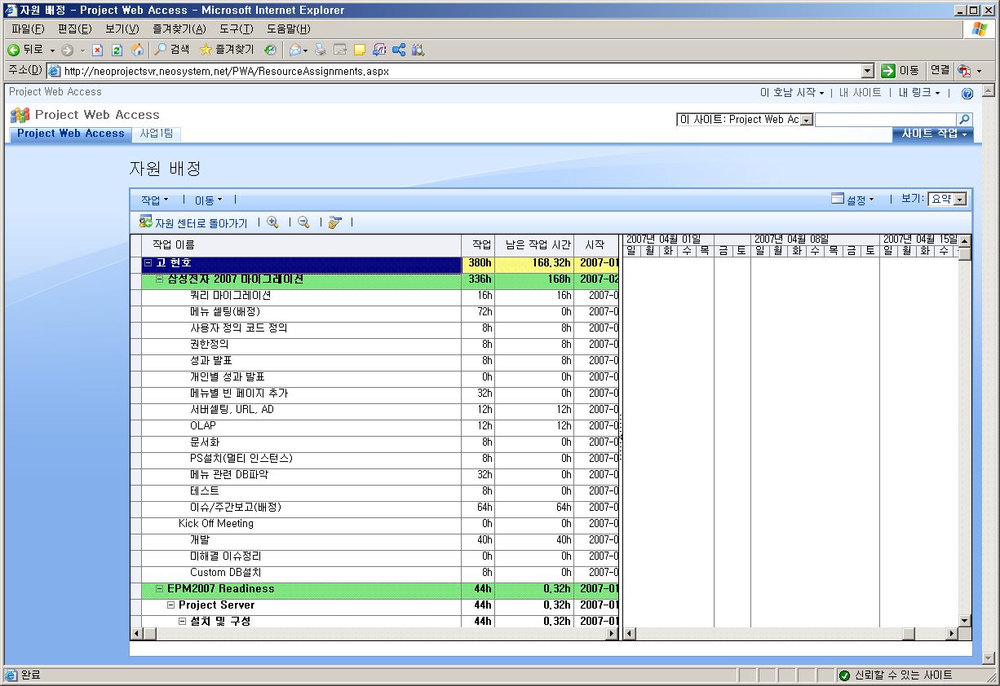 자원 배정 - Project Web Access - Microsoft Internet Explorer
파일(F) 편집(E) 보기(V) 즐겨찾기(A) 도구(T) 도움말(H)
뒤로 검색 즐겨찾기
주소(D) http://neoprojectsvr.neosystem.net/PWA/ResourceAssignments.aspx 이동 연결
Project Web Access 이 호남 시작 | 내 사이트 | 내 링크 |
Project Web Access 이 사이트: Project Web Ac
Project Web Access 사업1팀 사이트 작업
자원 배정
작업 | 이동 | 설정 | 보기: 요약
자원 센터로 돌아가기
작업 이름 작업 남은 작업 시간 시작 2007년 04월 01일 2007년 04월 08일 2007년 04월 15일
일 월 화 수 목 금 토 일 월 화 수 목 금 토 일 월 화 수
고 현호 380h 168.32h 2007-01
삼성전자 2007 마이그레이션 336h 168h 2007-02
쿼리 마이그레이션 16h 16h 2007-0
메뉴 셀팅(배정) 72h 0h 2007-0
사용자 정의 코드 정의 8h 8h 2007-0
권한정의 8h 8h 2007-0
성과 발표 8h 8h 2007-0
개인별 성과 발표 0h 0h 2007-0
메뉴별 빈 페이지 추가 32h 0h 2007-0
서버셀팅, URL, AD 12h 12h 2007-0
OLAP 12h 12h 2007-0
문서화 8h 0h 2007-0
PS설치(멀티 인스턴스) 8h 0h 2007-0
메뉴 관련 DB파악 32h 0h 2007-0
테스트 8h 0h 2007-0
이슈/주간보고(배정) 64h 64h 2007-0
Kick Off Meeting 0h 0h 2007-0
개발 40h 40h 2007-0
미해결 이슈정리 0h 0h 2007-0
Custom DB설치 8h 0h 2007-0
EPM2007 Readiness 44h 0.32h 2007-01
Project Server 44h 0.32h 2007-01
설치 및 구성 44h 0.32h 2007-01
완료 신뢰할 수 있는 사이트